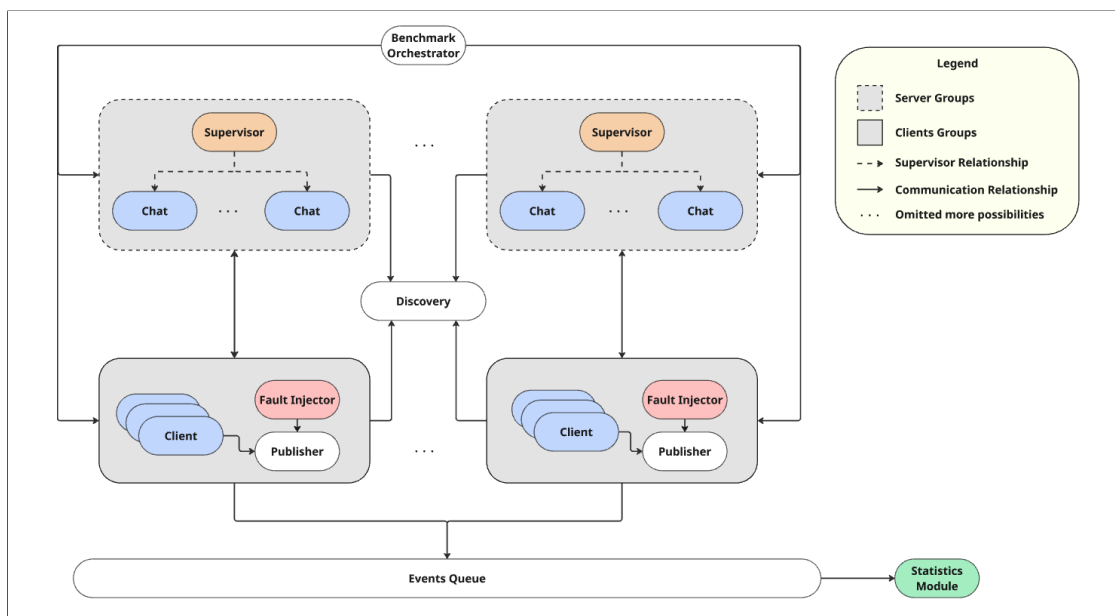 Benchmark
Orchestrator
Legend
Server Groups
Clients Groups
Supervisor Relationship
Communication Relationship
. . . Omitted more possibilities
Supervisor
. . .
Supervisor
Chat
. . .
Chat
Chat
. . .
Chat
Discovery
Fault Injector
Client
Publisher
. . .
Fault Injector
Client
Publisher
Events Queue
Statistics
Module